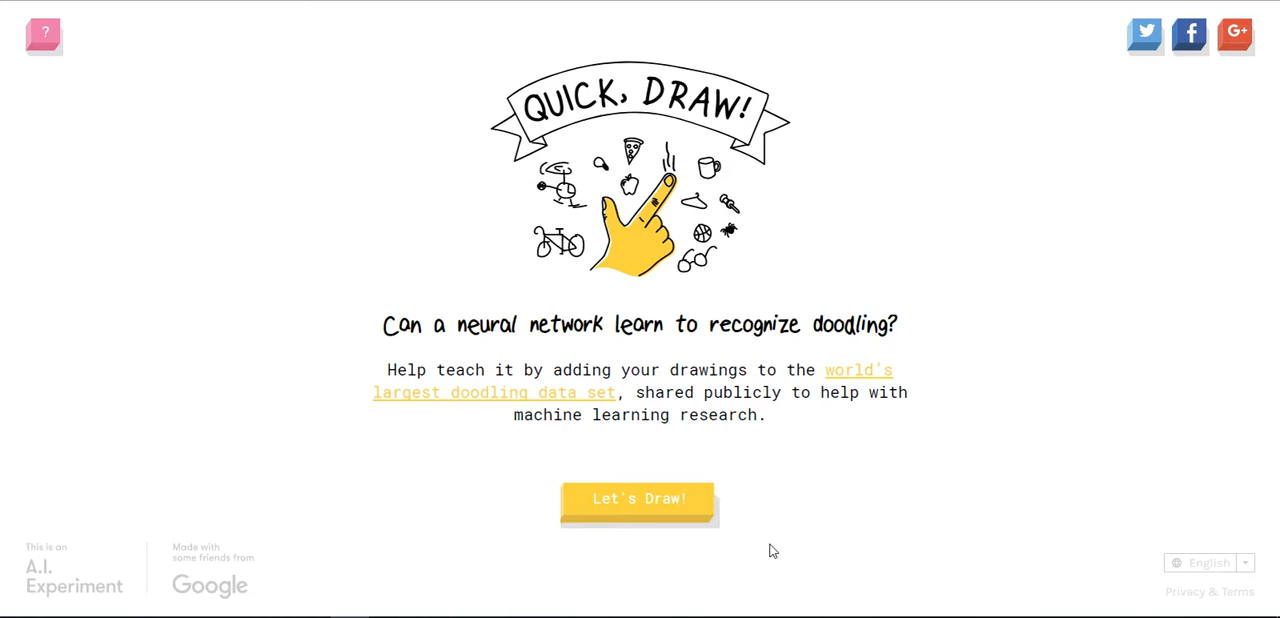 ?
G+
QUICK, DRAW!
Can a neural network learn to recognize doodling?
Help teach it by adding your drawings to the world's
largest doodling data set, shared publicly to help with
machine learning research.
Let's Draw!
This is an
A.I.
Experiment
Made with
some friends from
Google
English
Privacy & Terms